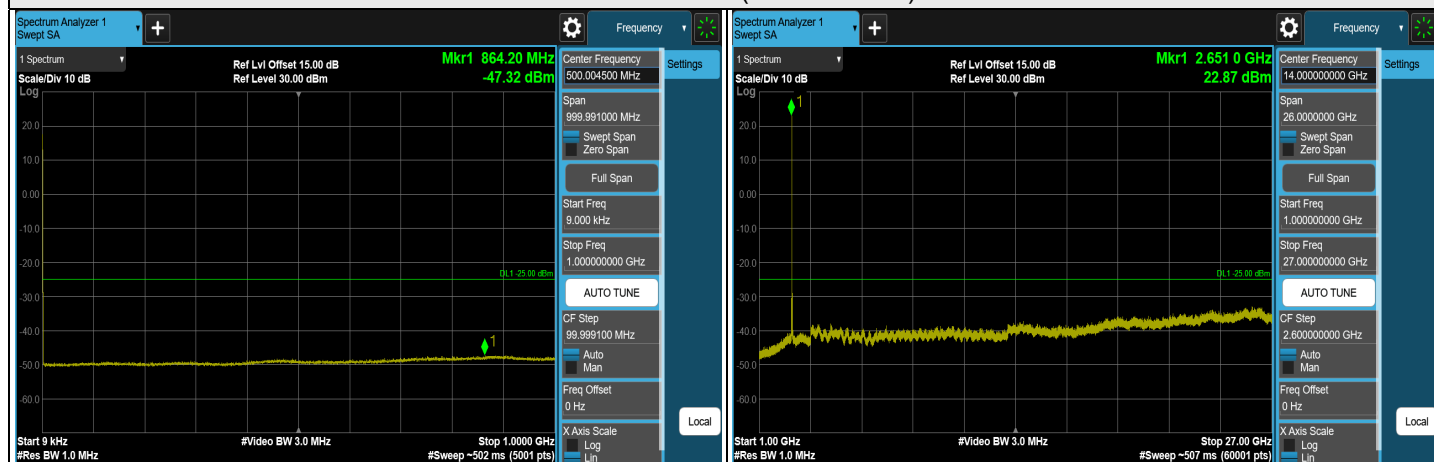 Spectrum Analyzer 1
Swept SA
+
Frequency
1 Spectrum
Scale/Div 10 dB
Log
Ref Lvl Offset 15.00 dB
Ref Level 30.00 dBm
Mkr1 864.20 MHz
-47.32 dBm
20.0
10.0
0.00
-10.0
-20.0
-30.0
-40.0
-50.0
-60.0
DL1 -25.00 dBm
1
Start 9 kHz
#Res BW 1.0 MHz
#Video BW 3.0 MHz
Stop 1.0000 GHz
#Sweep ~502 ms (5001 pts)
Center Frequency
500.004500 MHz
Span
999.991000 MHz
Swept Span
Zero Span
Full Span
Start Freq
9.000 kHz
Stop Freq
1.000000000 GHz
AUTO TUNE
CF Step
99.999100 MHz
Auto
Man
Freq Offset
0 Hz
X Axis Scale
Log
Lin
Settings
Local
Spectrum Analyzer 1
Swept SA
+
Frequency
1 Spectrum
Scale/Div 10 dB
Log
Ref Lvl Offset 15.00 dB
Ref Level 30.00 dBm
Mkr1 2.651 0 GHz
22.87 dBm
1
20.0
10.0
0.00
-10.0
-20.0
-30.0
-40.0
-50.0
-60.0
DL1 -25.00 dBm
Start 1.00 GHz
#Res BW 1.0 MHz
#Video BW 3.0 MHz
Stop 27.00 GHz
#Sweep ~507 ms (60001 pts)
Center Frequency
14.000000000 GHz
Span
26.0000000 GHz
Swept Span
Zero Span
Full Span
Start Freq
1.000000000 GHz
Stop Freq
27.000000000 GHz
AUTO TUNE
CF Step
2.600000000 GHz
Auto
Man
Freq Offset
0 Hz
X Axis Scale
Log
Lin
Settings
Local